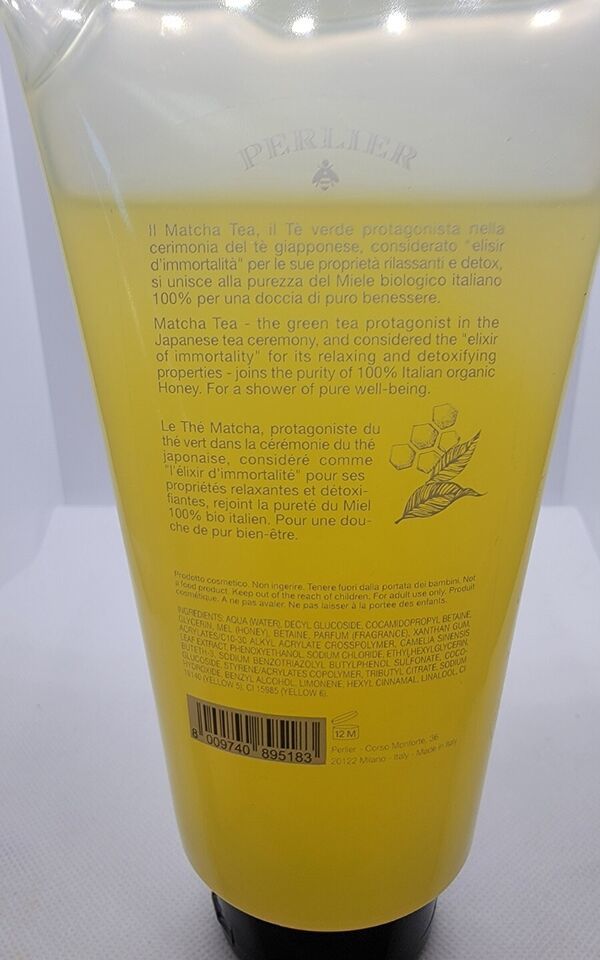 PERLIER
Il Matcha Tea, il Tè verde protagonista nella
cerimonia del tè giapponese, considerato "elisir
d'immortalità" per le sue proprietà rilassanti e detox,
si unisce alla purezza del Miele biologico italiano
100% per una doccia di puro benessere.
Matcha Tea - the green tea protagonist in the
Japanese tea ceremony, and considered the "elixir
of immortality" for its relaxing and detoxifying
properties - joins the purity of 100% Italian organic
Honey. For a shower of pure well-being.
Le Thé Matcha, protagoniste du
thé vert dans la cérémonie du thé
japonaise, consideré comme
"l'élixir d'immortalité" pour ses
propriétés relaxantes et détoxi-
fiantes, rejoint la pureté du Miel
100% bio italien. Pour une dou-
che de pur bien-être.
Prodotto cosmetico. Non ingerire. Tenere fuori dalla portata dei bambini. Not
a food product. Keep out of the reach of children. For adult use only. Produit
cosmétique. A ne pas avaler. Ne pas laisser à la portee des enfants.
INGREDIENTS: AQUA (WATER), DECYL GLUCOSIDE, COCAMIDOPROPYL BETAINE,
GLYCERIN, MEL (HONEY), BETAINE, PARFUM (FRAGRANCE), XANTHAN GUM,
ACRYLATES/C10-30 ALKYL ACRYLATE CROSSPOLYMER, CAMELIA SINENSIS
LEAF EXTRACT, PHENOXYETHANOL, SODIUM CHLORIDE, ETHYLHEXYLGLYCERIN,
BUTETH-3, SODIUM BENZOTRIAZOLYL BUTYLPHENOL SULFONATE, COCO-
GLUCOSIDE, STYRENE/ACRYLATES COPOLYMER, TRIBUTYL CITRATE, SODIUM
HYDROXIDE, BENZYL ALCOHOL, LIMONENE, HEXYL CINNAMAL, LINALOOL, CI
19140 (YELLOW 5), CI 15985 (YELLOW 6).
12 M
8 009740 895183
Perlier - Corso Monforte, 36
20122 Milano - Italy - Made in Italy